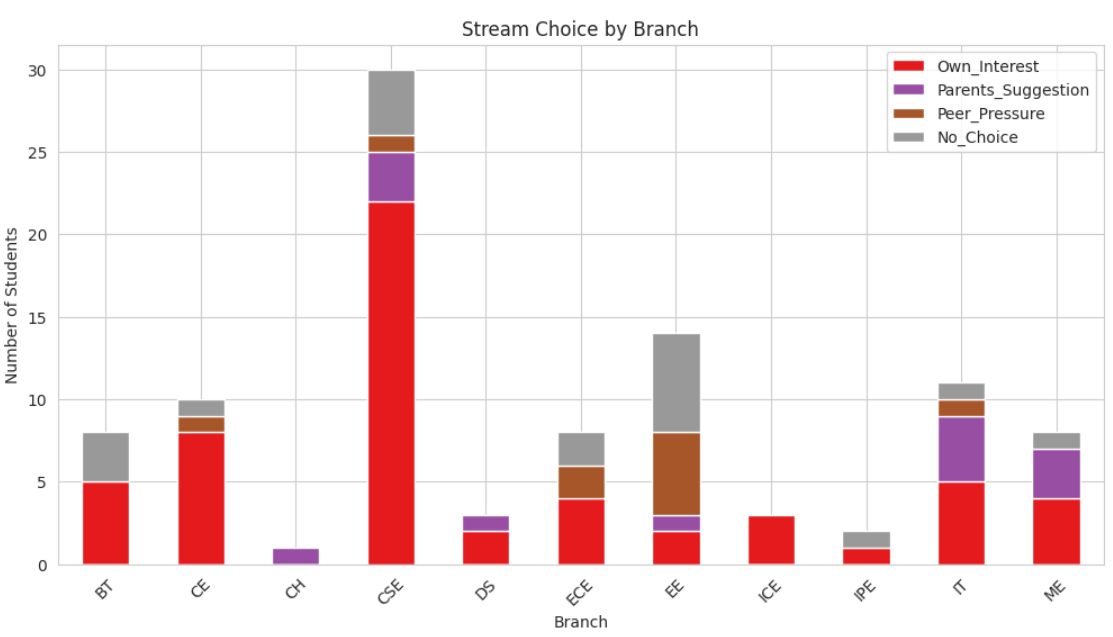 Stream Choice by Branch
Own_Interest
Parents_Suggestion
Peer_Pressure
No_Choice
Number of Students
30
25
20
15
10
5
0
BT CE CH CSE DS ECE EE ICE IPE IT ME
Branch